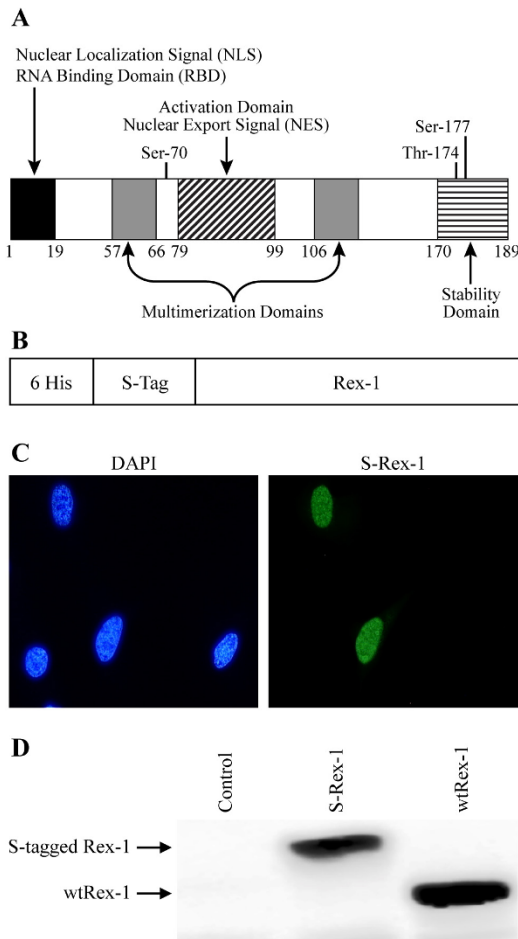 A
Nuclear Localization Signal (NLS)
RNA Binding Domain (RBD)
Activation Domain
Nuclear Export Signal (NES)
Ser-70
Ser-177
Thr-174
1 19 57 66 79 99 106 170 189
Multimerization Domains
Stability
Domain
B
6 His S-Tag Rex-1
C
DAPI S-Rex-1
D
Control S-Rex-1 wtRex-1
S-tagged Rex-1
wtRex-1